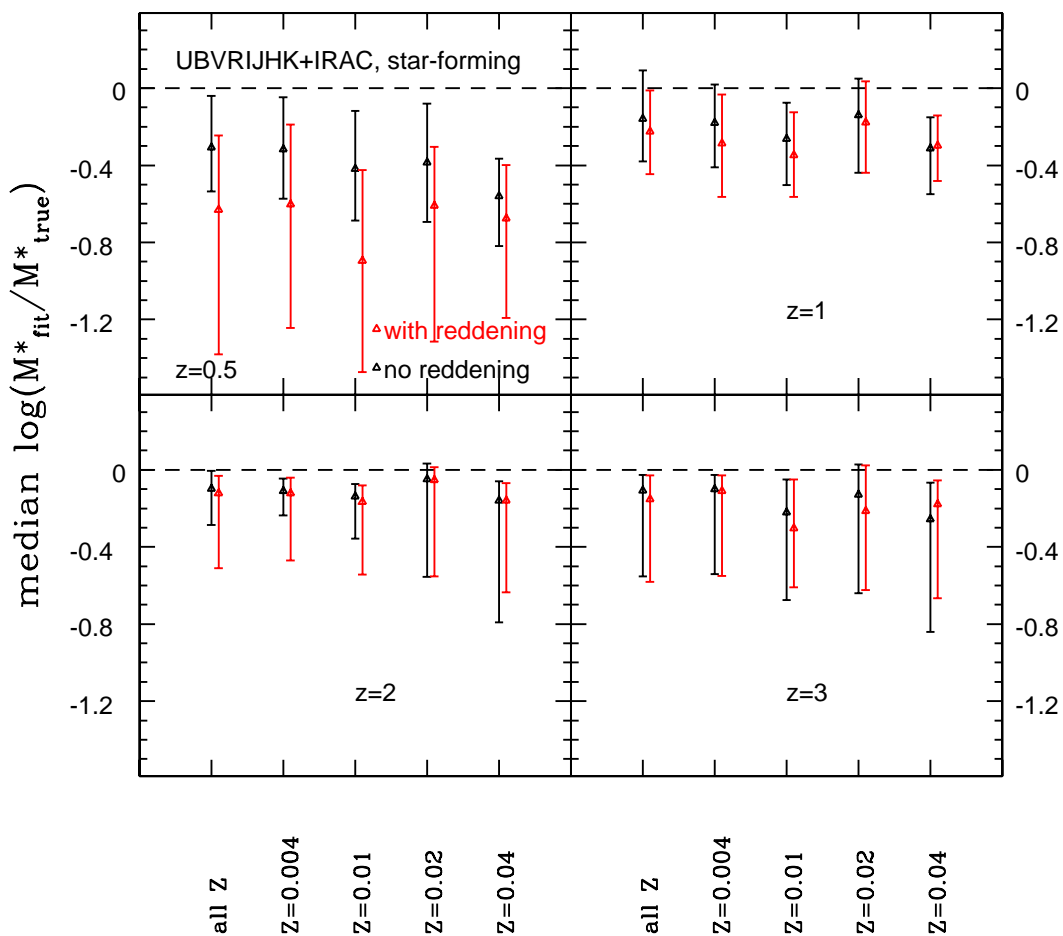 median log(M*fit/M*true)
UBVRIJHK+IRAC, star-forming
0
-0.4
-0.8
-1.2
with reddening
no reddening
z=0.5
z=1
0
-0.4
-0.8
-1.2
0
-0.4
-0.8
-1.2
z=2
z=3
0
-0.4
-0.8
-1.2
all Z
Z=0.004
Z=0.01
Z=0.02
Z=0.04
all Z
Z=0.004
Z=0.01
Z=0.02
Z=0.04